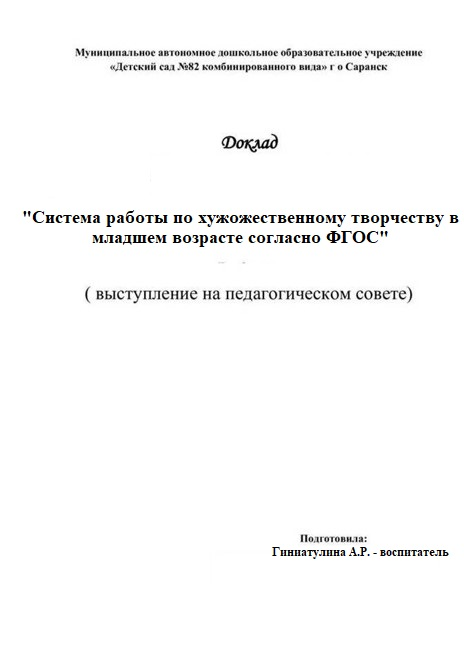 Муниципальное автономное дошкольное образовательное учреждение
«Детский сад №82 комбинированного вида» г о Саранск
Доклад
"Система работы по хужожественному творчеству в
младшем возрасте согласно ФГОС"
( выступление на педагогическом совете)
Подготовила:
Гиниатулина А.Р. - воспитатель